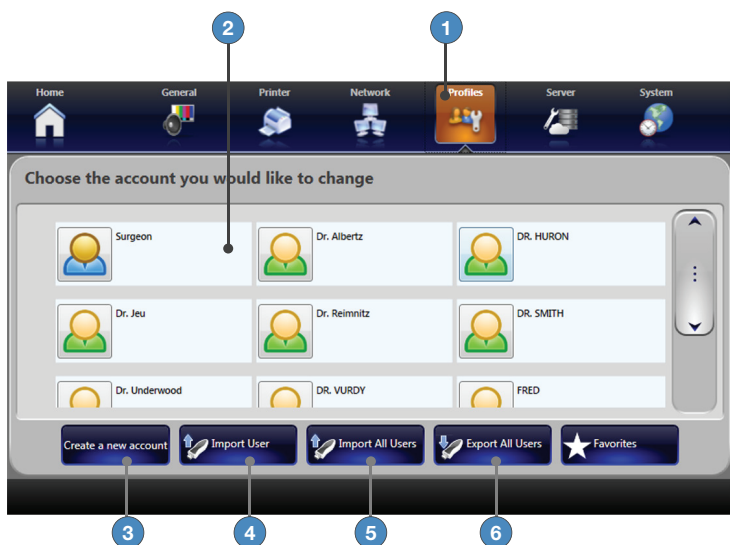 2
1
Home General Printer Network Profiles Server System
Choose the account you would like to change
Surgeon Dr. Albertz DR. HURON
Dr. Jeu Dr. Reimnitz DR. SMITH
Dr. Underwood DR. VURDY FRED
Create a new account Import User Import All Users Export All Users Favorites
3 4 5 6